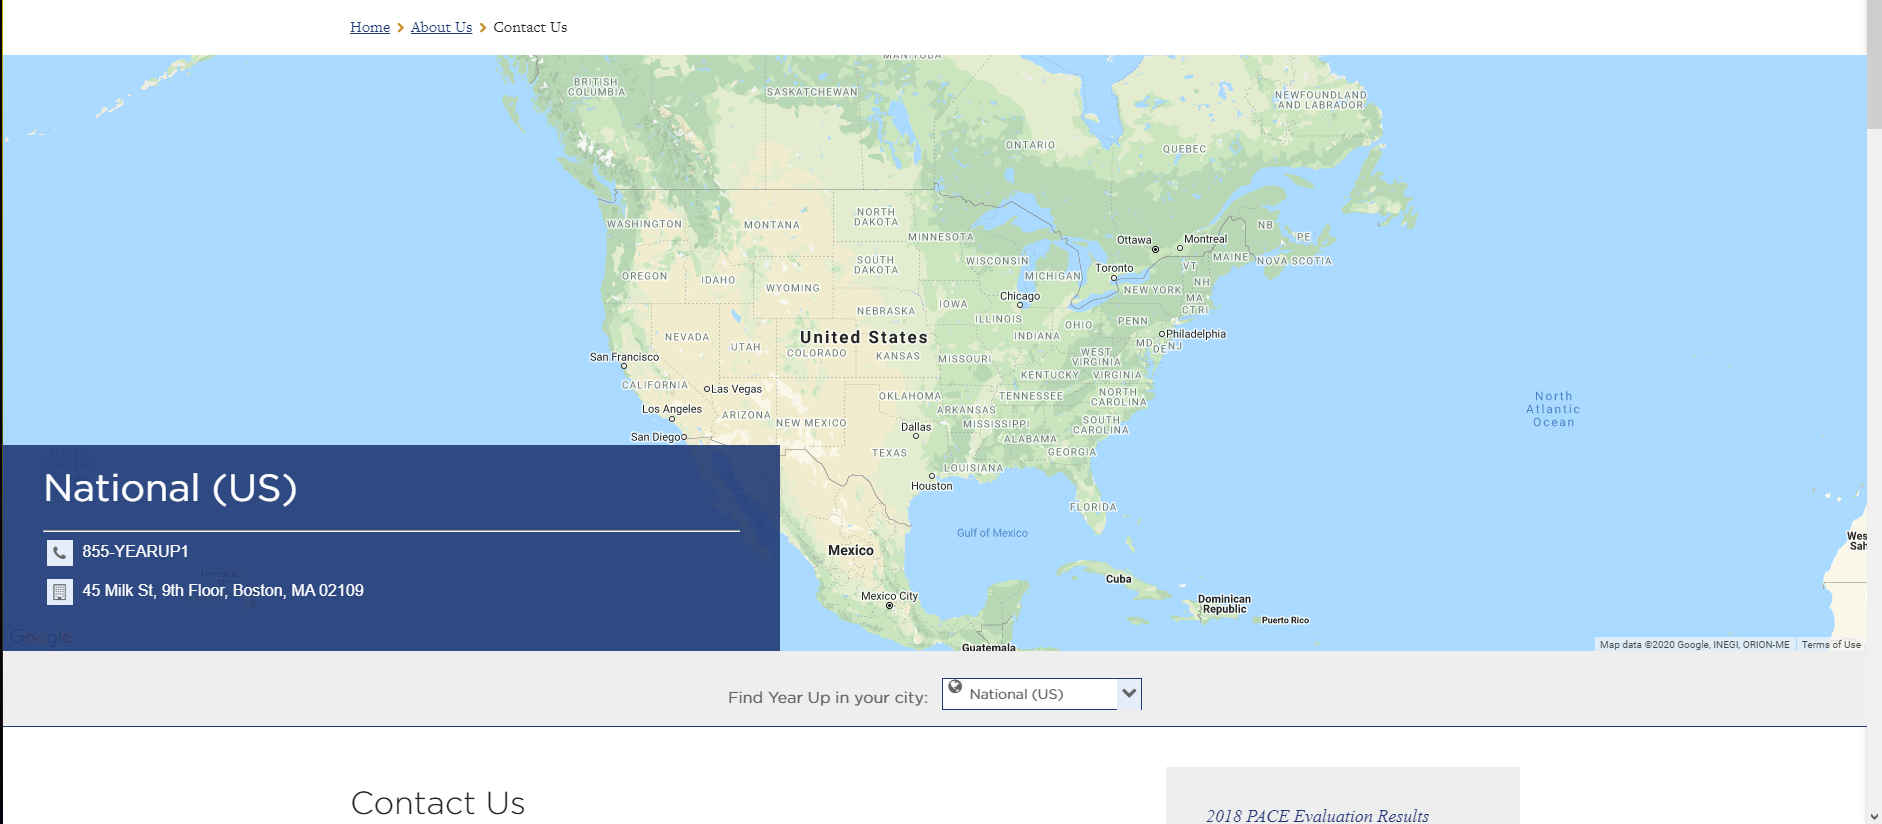 Home > About Us > Contact Us
MANITOBA
BRITISH
COLUMBIA
SASKATCHEWAN
NEWFOUNDLAND
AND LABRADOR
ONTARIO
QUEBEC
WASHINGTON
MONTANA
NORTH
DAKOTA
MINNESOTA
Ottawa
Montreal
NB
PE
MAINE
NOVA SCOTIA
OREGON
IDAHO
WYOMING
SOUTH
DAKOTA
WISCONSIN
MICHIGAN
Toronto
VT
NH
NEW YORK
MA
CT RI
Chicago
IOWA
NEBRASKA
ILLINOIS
INDIANA
OHIO
PENN
Philadelphia
MD
DE NJ
NEVADA
UTAH
United States
COLORADO
KANSAS
MISSOURI
WEST
VIRGINIA
KENTUCKY
VIRGINIA
San Francisco
CALIFORNIA
Las Vegas
Los Angeles
ARIZONA
NEW MEXICO
OKLAHOMA
ARKANSAS
TENNESSEE
NORTH
CAROLINA
MISSISSIPPI
SOUTH
CAROLINA
San Diego
Dallas
TEXAS
ALABAMA
GEORGIA
LOUISIANA
Houston
FLORIDA
North
Atlantic
Ocean
Gulf of Mexico
Mexico
Mexico City
Cuba
Dominican
Republic
Puerto Rico
Guatemala
Wes
Sah
North
Pacific
National (US)
855-YEARUP1
Honolulu
45 Milk St, 9th Floor, Boston, MA 02109
Google
Map data ©2020 Google, INEGI, ORION-ME
Terms of Use
Find Year Up in your city:
National (US)
Contact Us
2018 PACE Evaluation Results